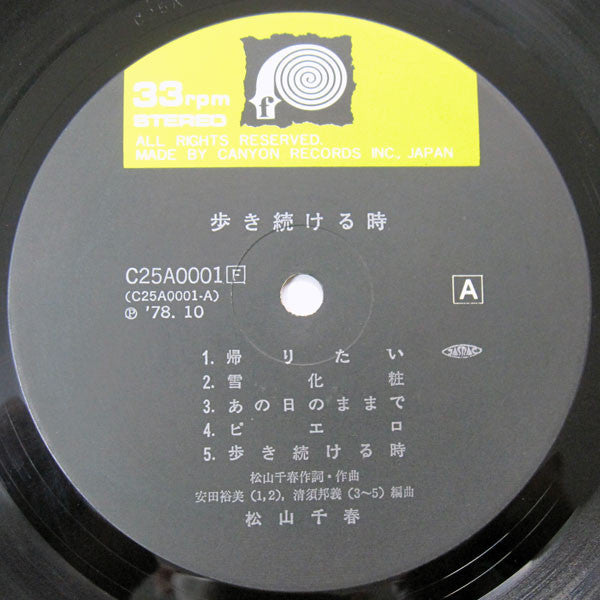 33rpm
STEREO
f
ALL RIGHTS RESERVED.
MADE BY CANYON RECORDS INC., JAPAN
歩き続ける時
C25A0001 F
(C25A0001-A)
Ⓟ '78.10
A
1. 帰りたい
JASRAC
2. 雪化粧
3. あの日のままで
4. ピエロ
5. 歩き続ける時
松山千春作詞・作曲
安田裕美(1,2), 清須邦義(3~5)編曲
松山千春